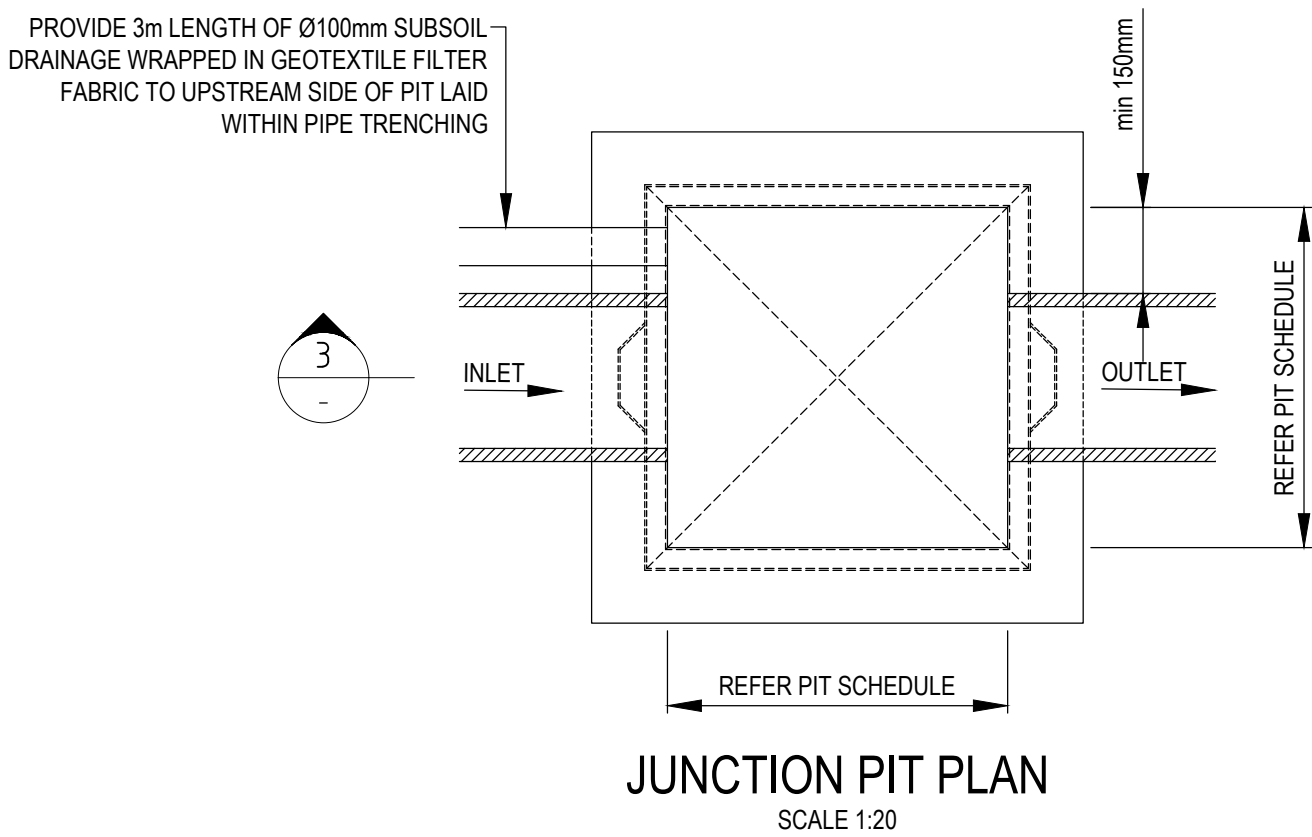 PROVIDE 3m LENGTH OF Ø100mm SUBSOIL
DRAINAGE WRAPPED IN GEOTEXTILE FILTER
FABRIC TO UPSTREAM SIDE OF PIT LAID
WITHIN PIPE TRENCHING
min 150mm
3
-
INLET
OUTLET
REFER PIT SCHEDULE
REFER PIT SCHEDULE
JUNCTION PIT PLAN
SCALE 1:20